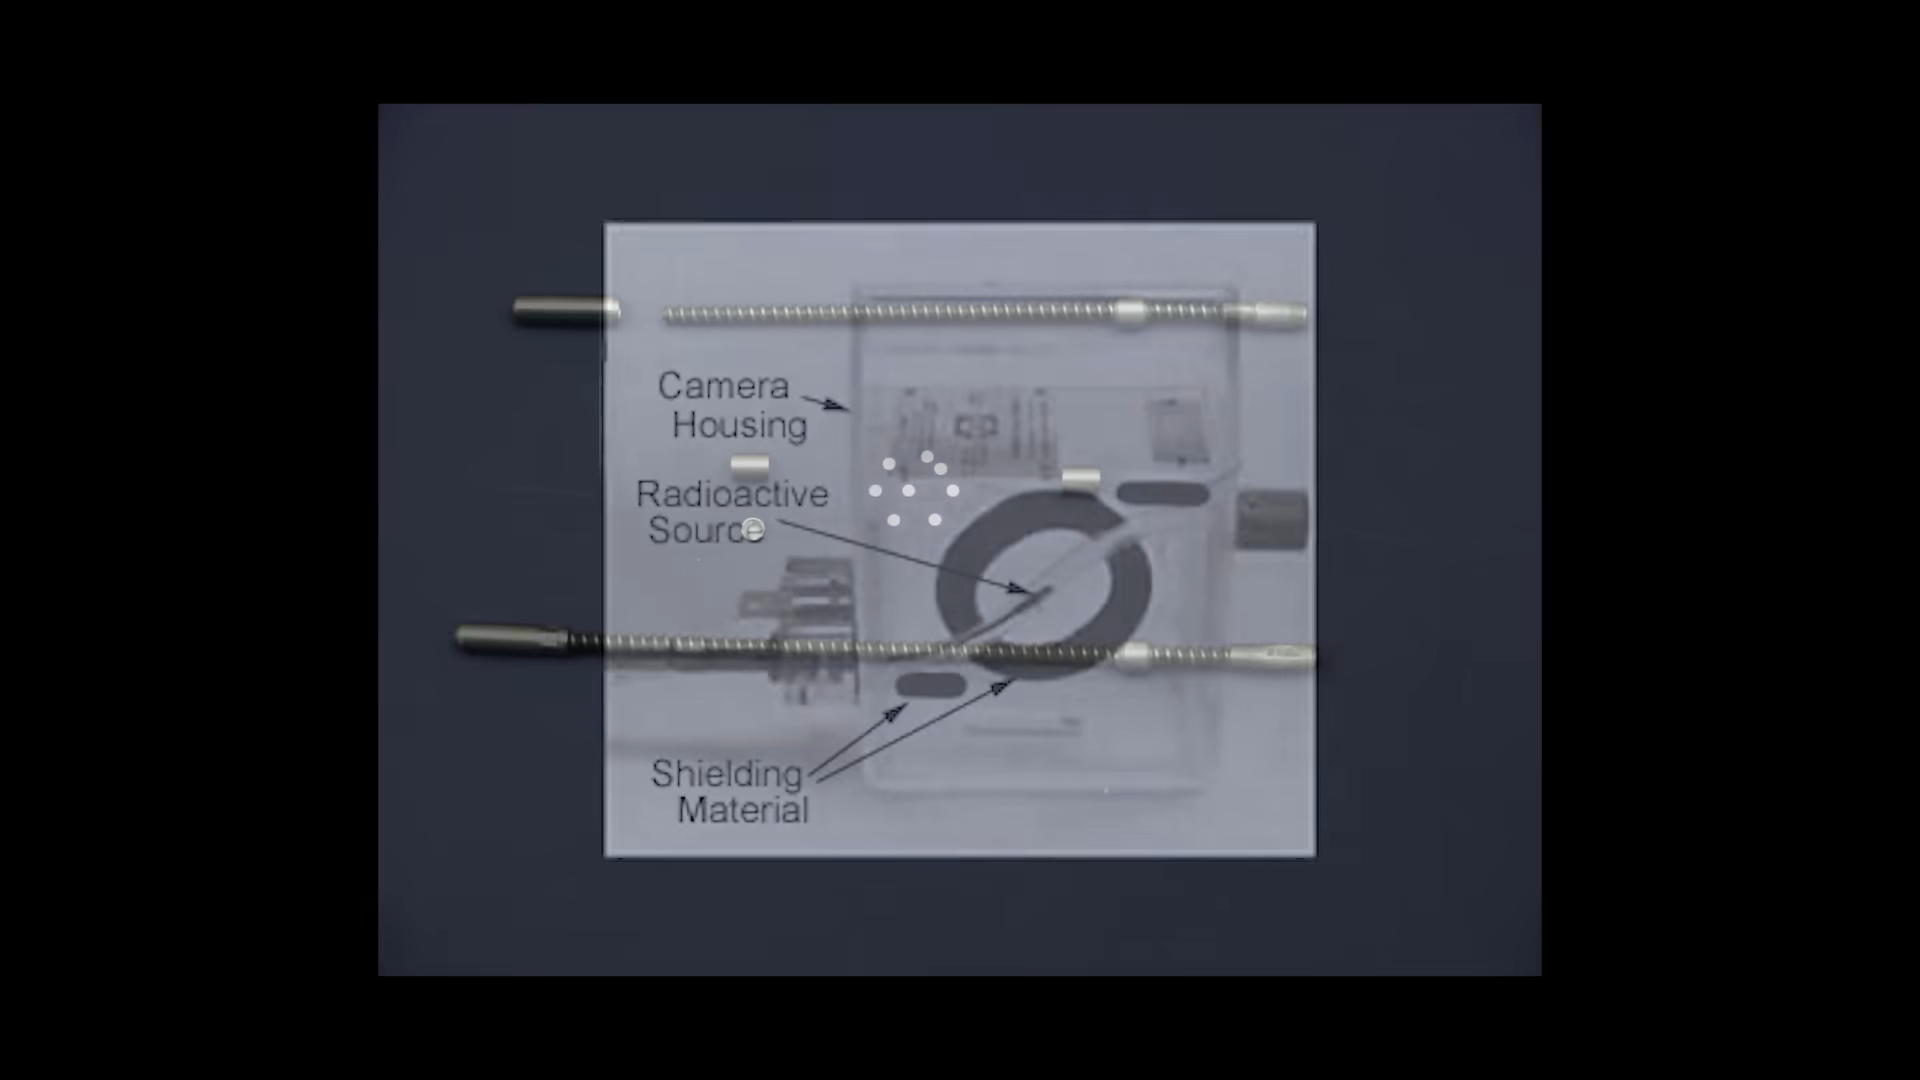 Camera
Housing
Radioactive
Source
Shielding
Material